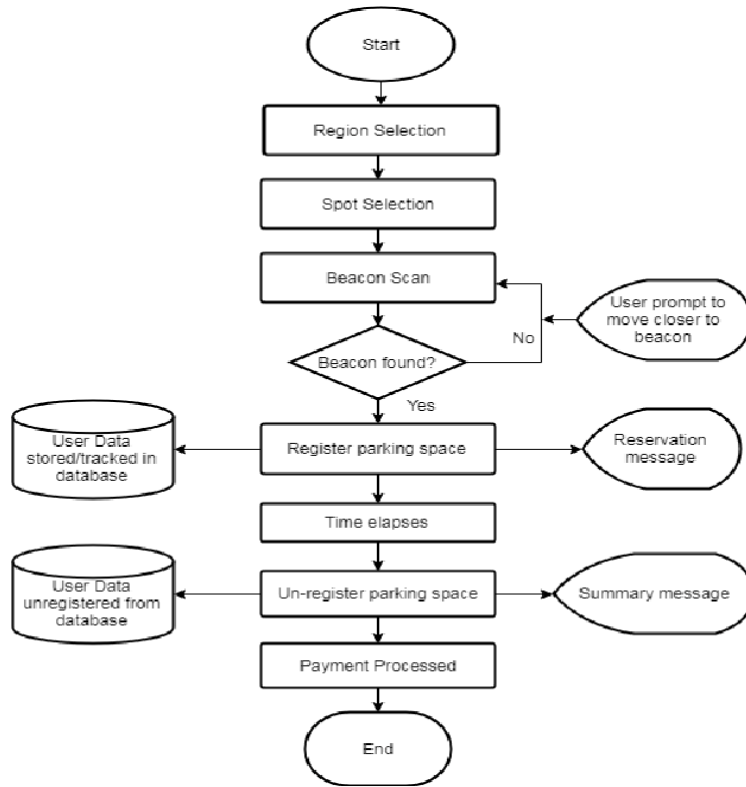 Start
Region Selection
Spot Selection
Beacon Scan
User prompt to
move closer to
beacon
No
Beacon found?
Yes
User Data
stored/tracked in
database
Register parking space
Reservation
message
Time elapses
User Data
unregistered from
database
Un-register parking space
Summary message
Payment Processed
End